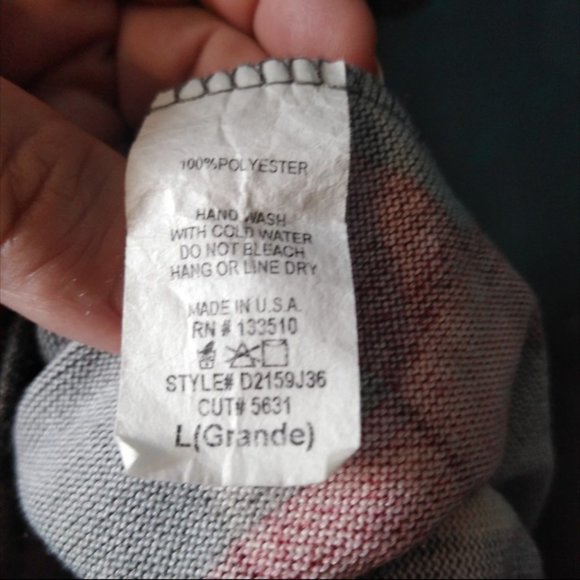 100%POLYESTER
HAND WASH
WITH COLD WATER
DO NOT BLEACH
HANG OR LINE DRY
MADE IN U.S.A.
RN # 133510
STYLE# D2159J36
CUT# 5631
L(Grande)